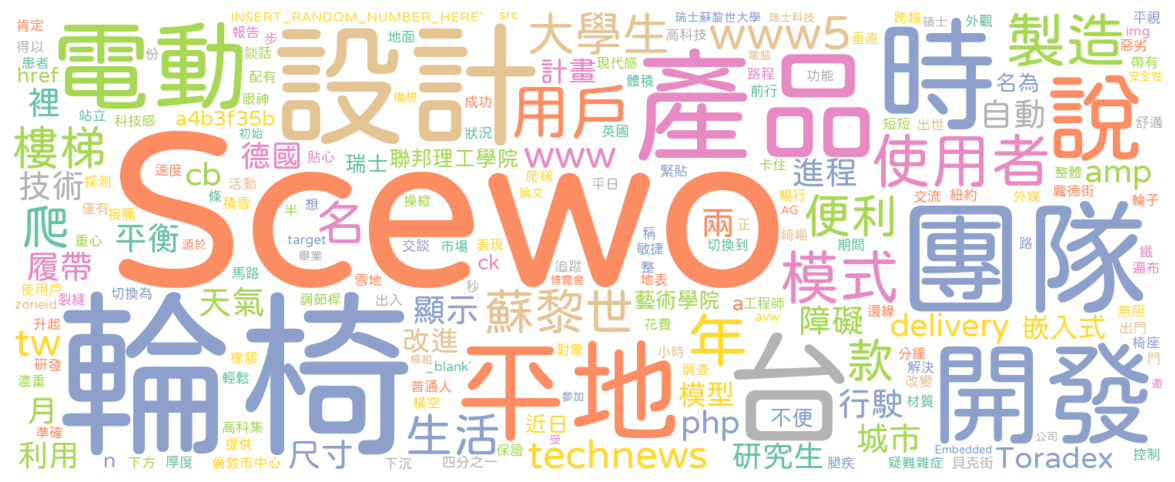 肯定 INSERT_RANDOM_NUMBER_HERE' src 瑞士蘇黎世大學 瑞士科技 跨越 碩士 外觀 平視
得以 電動 報告 步 地面 設計 大學生 高科技 www5 垂直 時 製造 img 惡劣
患者 份 談話 配有 現代感 計畫 體積 電腦 路程 功能 名為 帶有
href 眼神 構想 成功 用戶 產品 前行 自動 說 安全性
裡 站立 科技感 a4b3f35b 狀況 英國 短短 出世 舒適
樓梯 初始 德國 貼心 瑞士 聯邦理工學院 www 緊貼 卡住 進程 使用者 整體 amp
技術 探測 速度 cb 活動 爬梯 論文 平日 暢行 交流 紐約 外媒 龐德街 輪子
爬 僅有 接觸 積雪 條 半 想 名 操縱 兩 正 AG 便利 崎嶇 團隊
重心 平衡 源於 Scewo target 交談 市場 表現 稱 敏捷 切換到 期間 路 鐵
履帶 馬路 畢業 雪地 ck 追蹤 博覽會 整 地表 模式 遍布
使用戶 zoneid 裂縫 切換為 天氣 調節桿 出入 顯示 秒 蘇黎世 藝術學院 a 工程師 邊緣 無阻
升起 tw 輪椅 改進 花費 年 avw 障礙 delivery 嵌入式 出門
研發 橡膠 模組 _blank' 平地 對象 小時 台 款 分鐘 開發 椅座 門
濃重 輕鬆 普通人 調查 解決 改變
月 橫空 參加 模型 不便 行駛 材質 邀
準確 高科集 生活 近日 php 城市
利用 n 下方 厚度 提供 倫敦市中心 尺寸 下沉 四分之一 保證 受 technews 研究生 腿疾 疑難雜症 Embedded 貝克街 公司 Toradex 控制